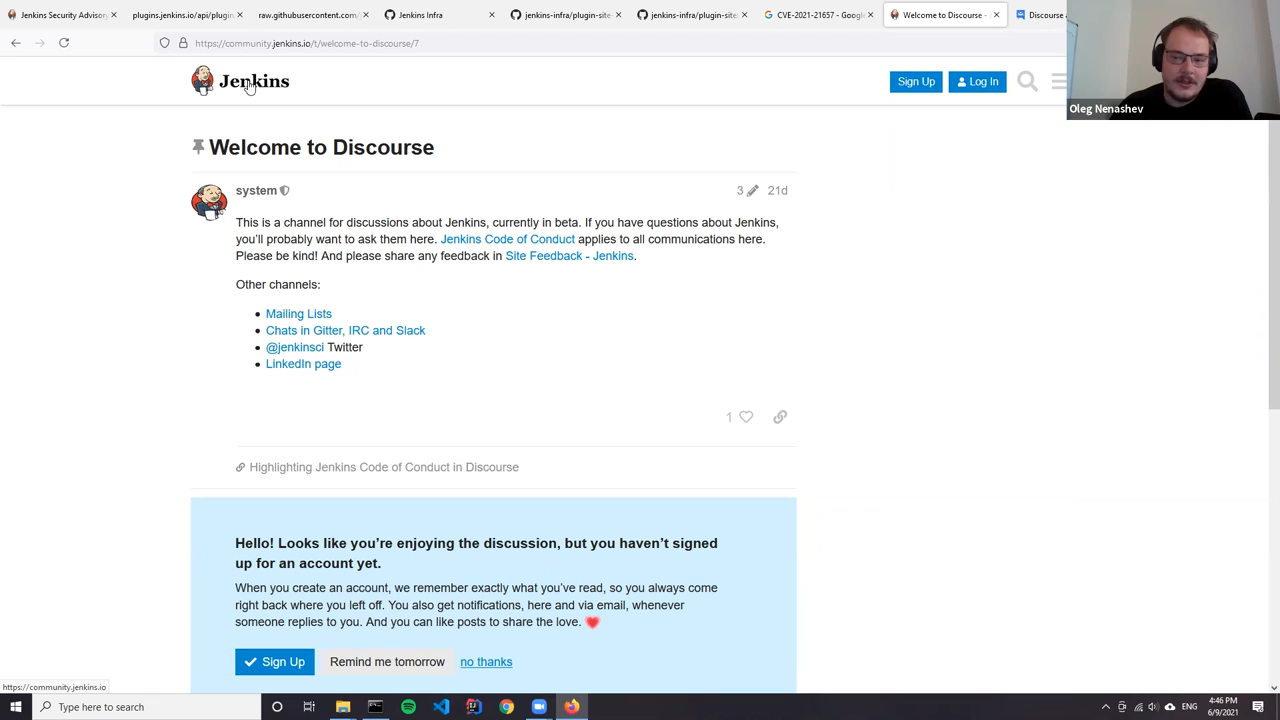 Jenkins Security Advisory
plugins.jenkins.io/api/plugin
raw.githubusercontent.com/
Jenkins Infra
jenkins-infra/plugin-site
jenkins-infra/plugin-site
CVE-2021-21657 - Google
Welcome to Discourse -
Discourse
https://community.jenkins.io/t/welcome-to-discourse/7
Jenkins
Sign Up
Log In
Oleg Nenashev
Welcome to Discourse
system
3
21d
This is a channel for discussions about Jenkins, currently in beta. If you have questions about Jenkins,
you'll probably want to ask them here. Jenkins Code of Conduct applies to all communications here.
Please be kind! And please share any feedback in Site Feedback - Jenkins.
Other channels:
• Mailing Lists
• Chats in Gitter, IRC and Slack
• @jenkinsci Twitter
• LinkedIn page
1
Highlighting Jenkins Code of Conduct in Discourse
Hello! Looks like you're enjoying the discussion, but you haven't signed
up for an account yet.
When you create an account, we remember exactly what you've read, so you always come
right back where you left off. You also get notifications, here and via email, whenever
someone replies to you. And you can like posts to share the love. ❤
Sign Up
Remind me tomorrow
no thanks
https://community.jenkins.io
Type here to search
4:46 PM
6/9/2021